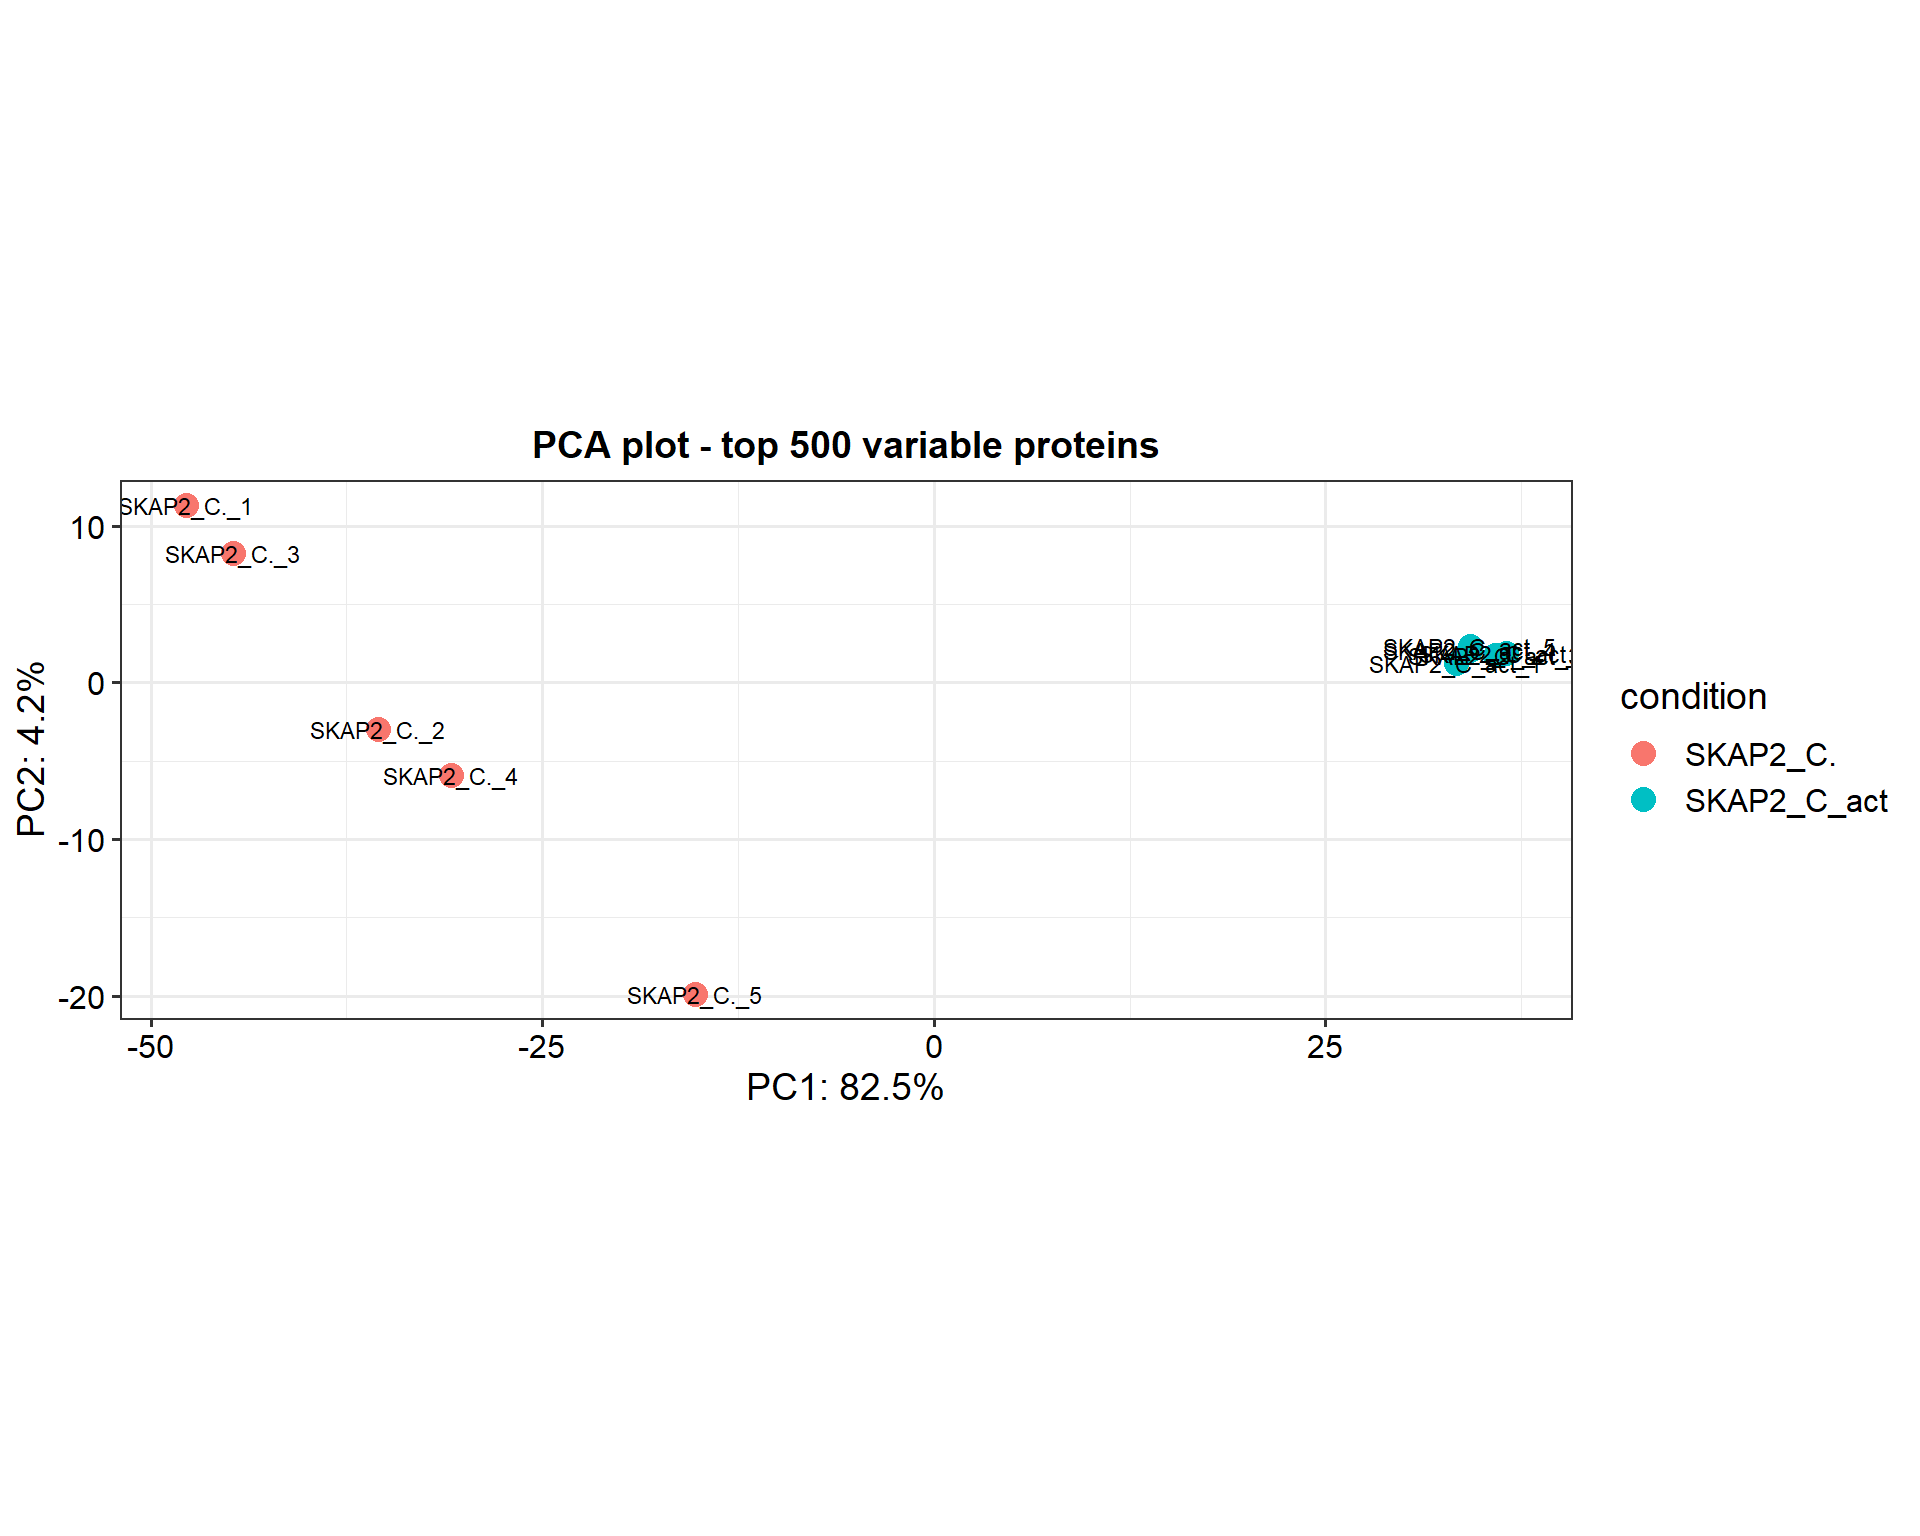 PCA plot - top 500 variable proteins
SKAP2_C._1
SKAP2_C._3
SKAP2_C._2
SKAP2_C._4
SKAP2_C._5
SKAP2_C_act_5
10
0
-10
-20
PC2: 4.2%
-50
-25
0
25
PC1: 82.5%
condition
SKAP2_C.
SKAP2_C_act